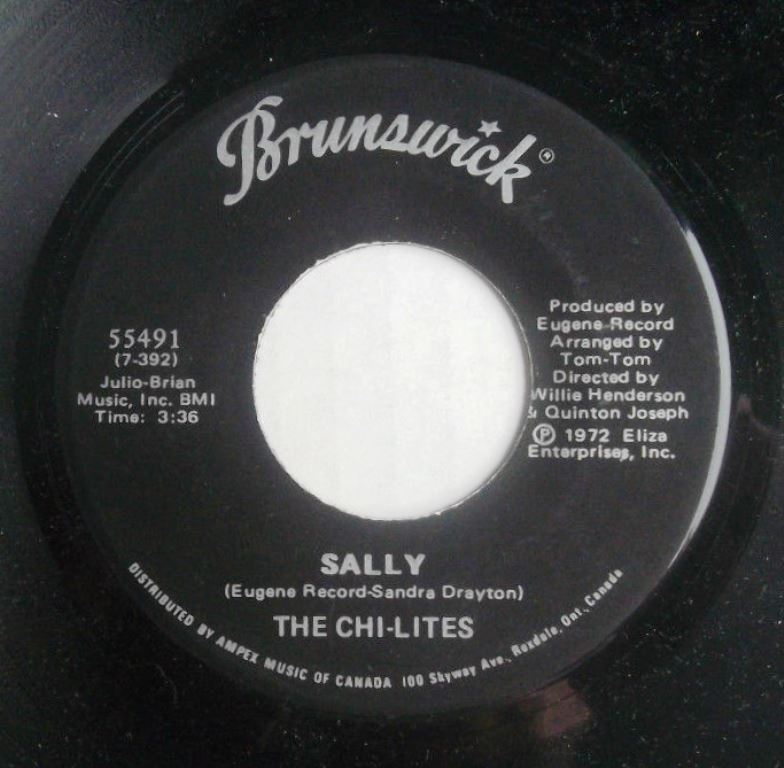 Brunswick ®
55491
(7-392)
Julio-Brian
Music, Inc. BMI
Time: 3:36
Produced by
Eugene Record
Arranged by
Tom-Tom
Directed by
Willie Henderson
& Quinton Joseph
℗ 1972 Eliza
Enterprises, Inc.
SALLY
(Eugene Record-Sandra Drayton)
THE CHI-LITES
DISTRIBUTED BY AMPEX MUSIC OF CANADA 100 Skyway Ave., Rexdale, Ont., Canada